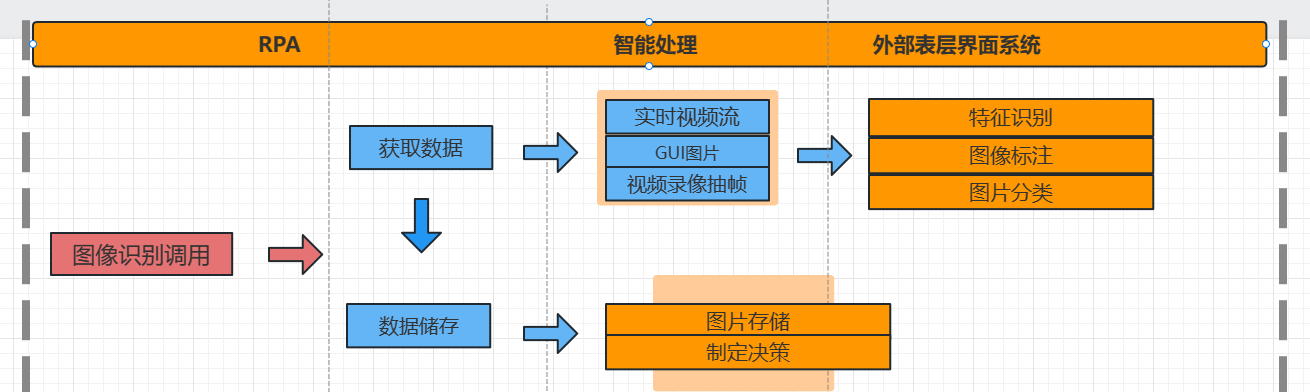 RPA
智能处理
外部表层界面系统
实时视频流
获取数据
GUI图片
视频录像抽帧
特征识别
图像标注
图片分类
图像识别调用
数据储存
图片存储
制定决策